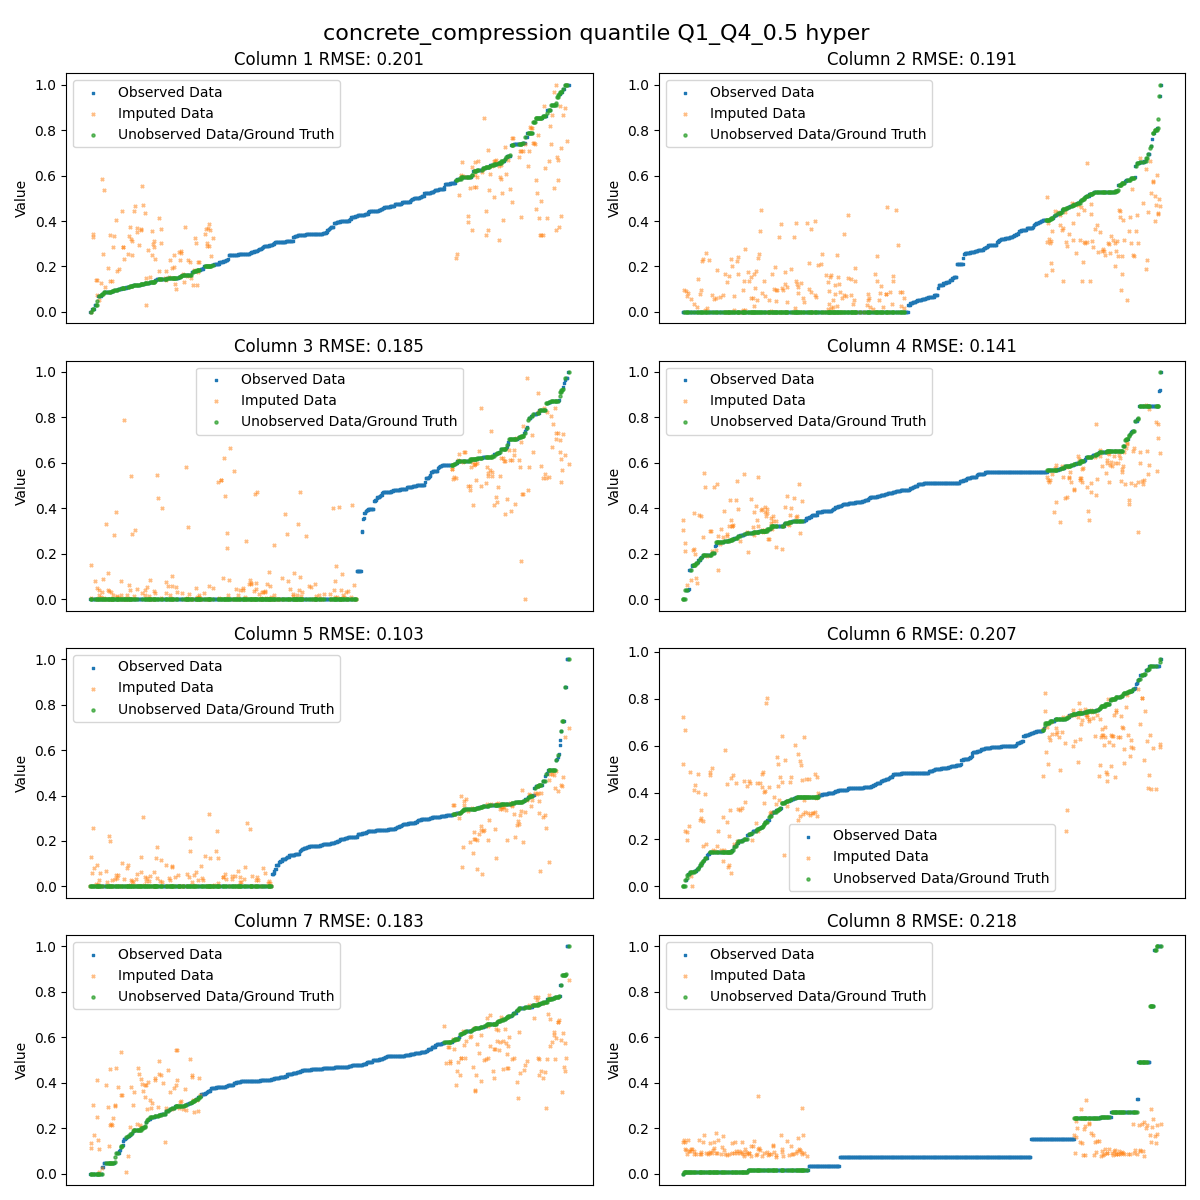 concrete_compression quantile Q1_Q4_0.5 hyper
Column 1 RMSE: 0.201
1.0
0.8
0.6
0.4
0.2
0.0
Value
Observed Data
Imputed Data
Unobserved Data/Ground Truth
Column 2 RMSE: 0.191
1.0
0.8
0.6
0.4
0.2
0.0
Value
Observed Data
Imputed Data
Unobserved Data/Ground Truth
Column 3 RMSE: 0.185
1.0
0.8
0.6
0.4
0.2
0.0
Value
Observed Data
Imputed Data
Unobserved Data/Ground Truth
Column 4 RMSE: 0.141
1.0
0.8
0.6
0.4
0.2
0.0
Value
Observed Data
Imputed Data
Unobserved Data/Ground Truth
Column 5 RMSE: 0.103
1.0
0.8
0.6
0.4
0.2
0.0
Value
Observed Data
Imputed Data
Unobserved Data/Ground Truth
Column 6 RMSE: 0.207
1.0
0.8
0.6
0.4
0.2
0.0
Value
Observed Data
Imputed Data
Unobserved Data/Ground Truth
Column 7 RMSE: 0.183
1.0
0.8
0.6
0.4
0.2
0.0
Value
Observed Data
Imputed Data
Unobserved Data/Ground Truth
Column 8 RMSE: 0.218
1.0
0.8
0.6
0.4
0.2
0.0
Value
Observed Data
Imputed Data
Unobserved Data/Ground Truth